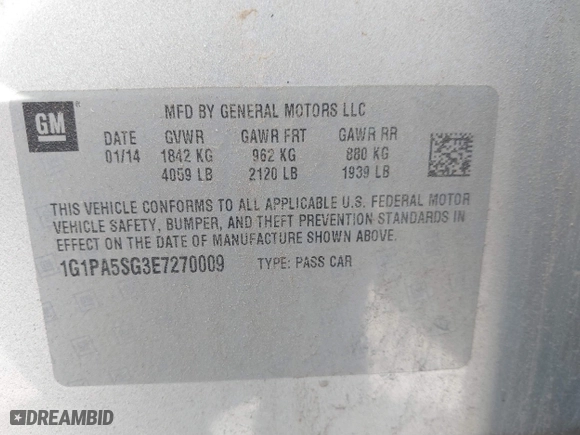 GM
MFD BY GENERAL MOTORS LLC
DATE GVWR GAWR FRT GAWR RR
01/14 1842 KG 962 KG 880 KG
4059 LB 2120 LB 1939 LB
THIS VEHICLE CONFORMS TO ALL APPLICABLE U.S. FEDERAL MOTOR
VEHICLE SAFETY, BUMPER, AND THEFT PREVENTION STANDARDS IN
EFFECT ON THE DATE OF MANUFACTURE SHOWN ABOVE.
1G1PA5SG3E7270009 TYPE: PASS CAR
DREAMBID